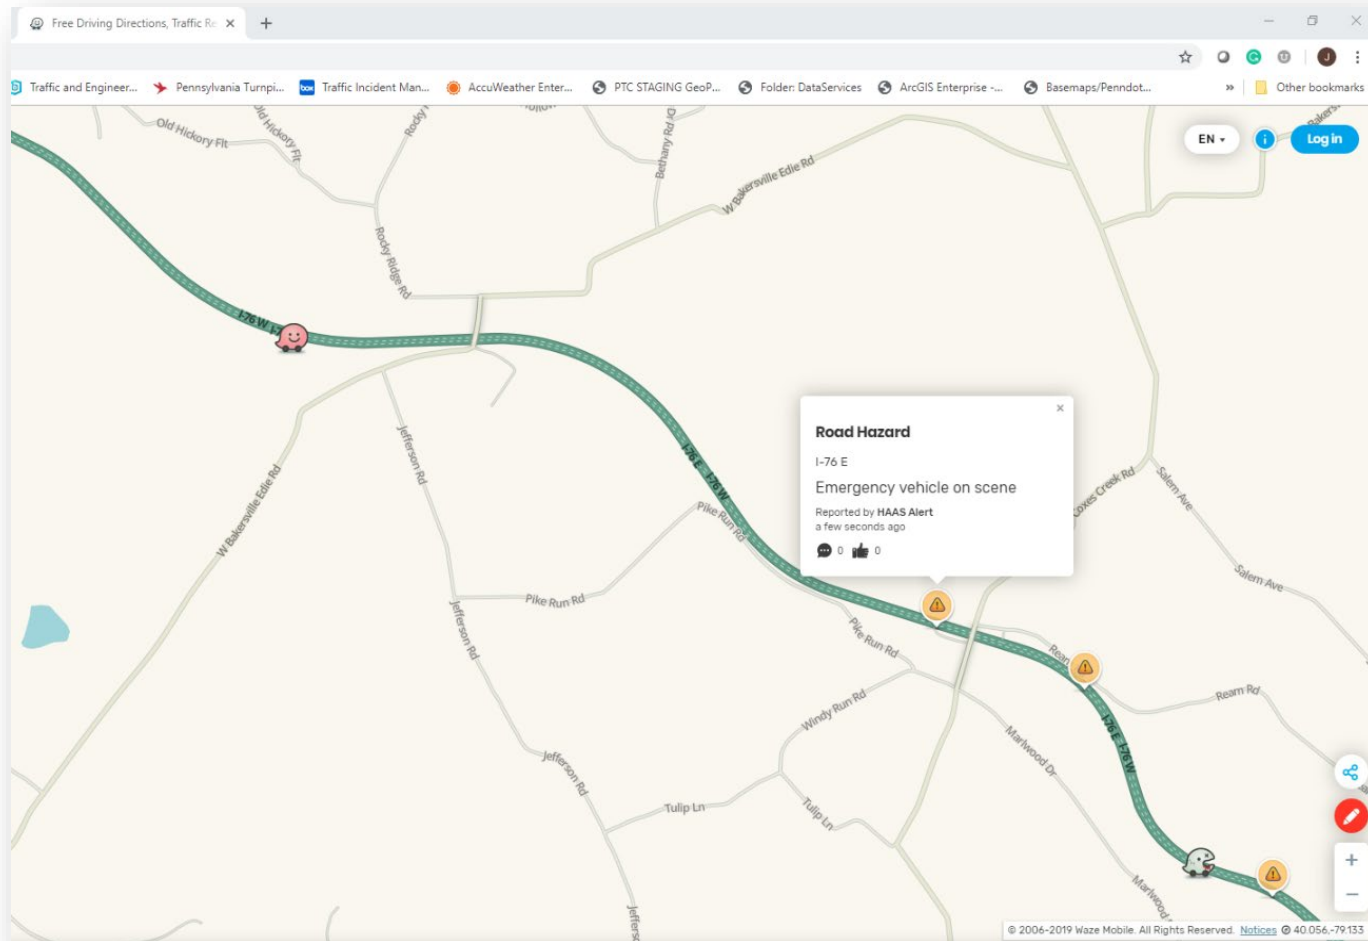 Free Driving Directions, Traffic Re
Traffic and Engineer...
Pennsylvania Turnpi...
box
Traffic Incident Man...
AccuWeather Enter...
PTC STAGING GeoP...
Folder: DataServices
ArcGIS Enterprise -...
Basemaps/Penndot...
»
Other bookmarks
J
EN
i
Log in
Old Hickory Flt
Old Hickory Flt
Rocky
Bethany Rd
W Bakersville Edie Rd
Bakers
Rocky Ridge Rd
I-76 W
Jefferson Rd
W Bakersville Edie Rd
I-76 E I-76 W
Pike Run Rd
Road Hazard
I-76 E
Emergency vehicle on scene
Reported by HAAS Alert
a few seconds ago
0 0
Coxes Creek Rd
Salem Ave
Salem Ave
Pike Run Rd
Jefferson Rd
Pike Run Rd
Ream
Ream Rd
Windy Run Rd
I-76 E I-76 W
Marlwood Dr
Jefferson Rd
Tulip Ln
Tulip Ln
Marlwood
Jeffers
© 2006-2019 Waze Mobile. All Rights Reserved. Notices 40.056,-79.133